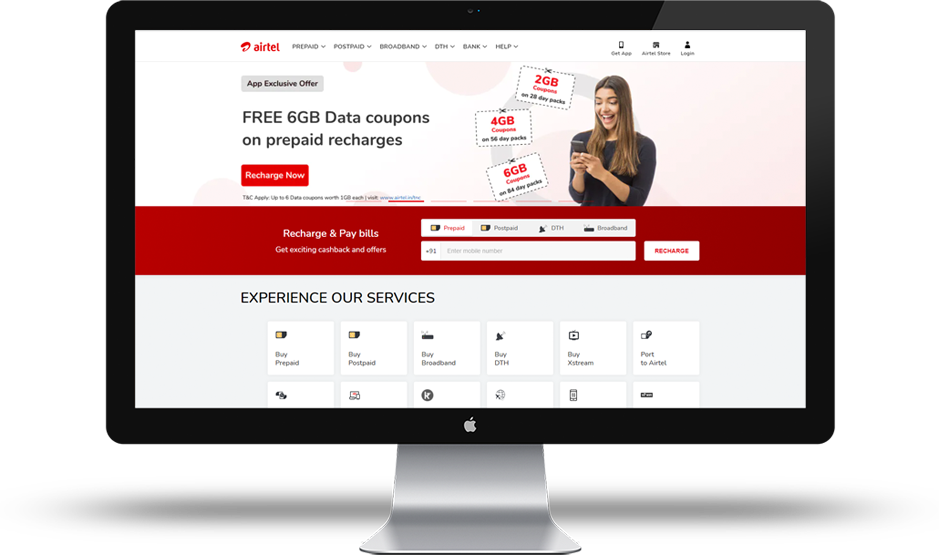 airtel
PREPAID
POSTPAID
BROADBAND
DTH
BANK
HELP
Get App
Airtel Store
Login
App Exclusive Offer
FREE 6GB Data coupons
on prepaid recharges
Recharge Now
T&C Apply: Up to 6 Data coupons worth 1GB each | visit: www.airtel.in/tnc
2GB
Coupons
on 28 day packs
4GB
Coupons
on 56 day packs
6GB
Coupons
on 84 day packs
Recharge & Pay bills
Get exciting cashback and offers
Prepaid
Postpaid
DTH
Broadband
+91
Enter mobile number
RECHARGE
EXPERIENCE OUR SERVICES
Buy
Prepaid
Buy
Postpaid
Buy
Broadband
Buy
DTH
Buy
Xstream
Port
to Airtel